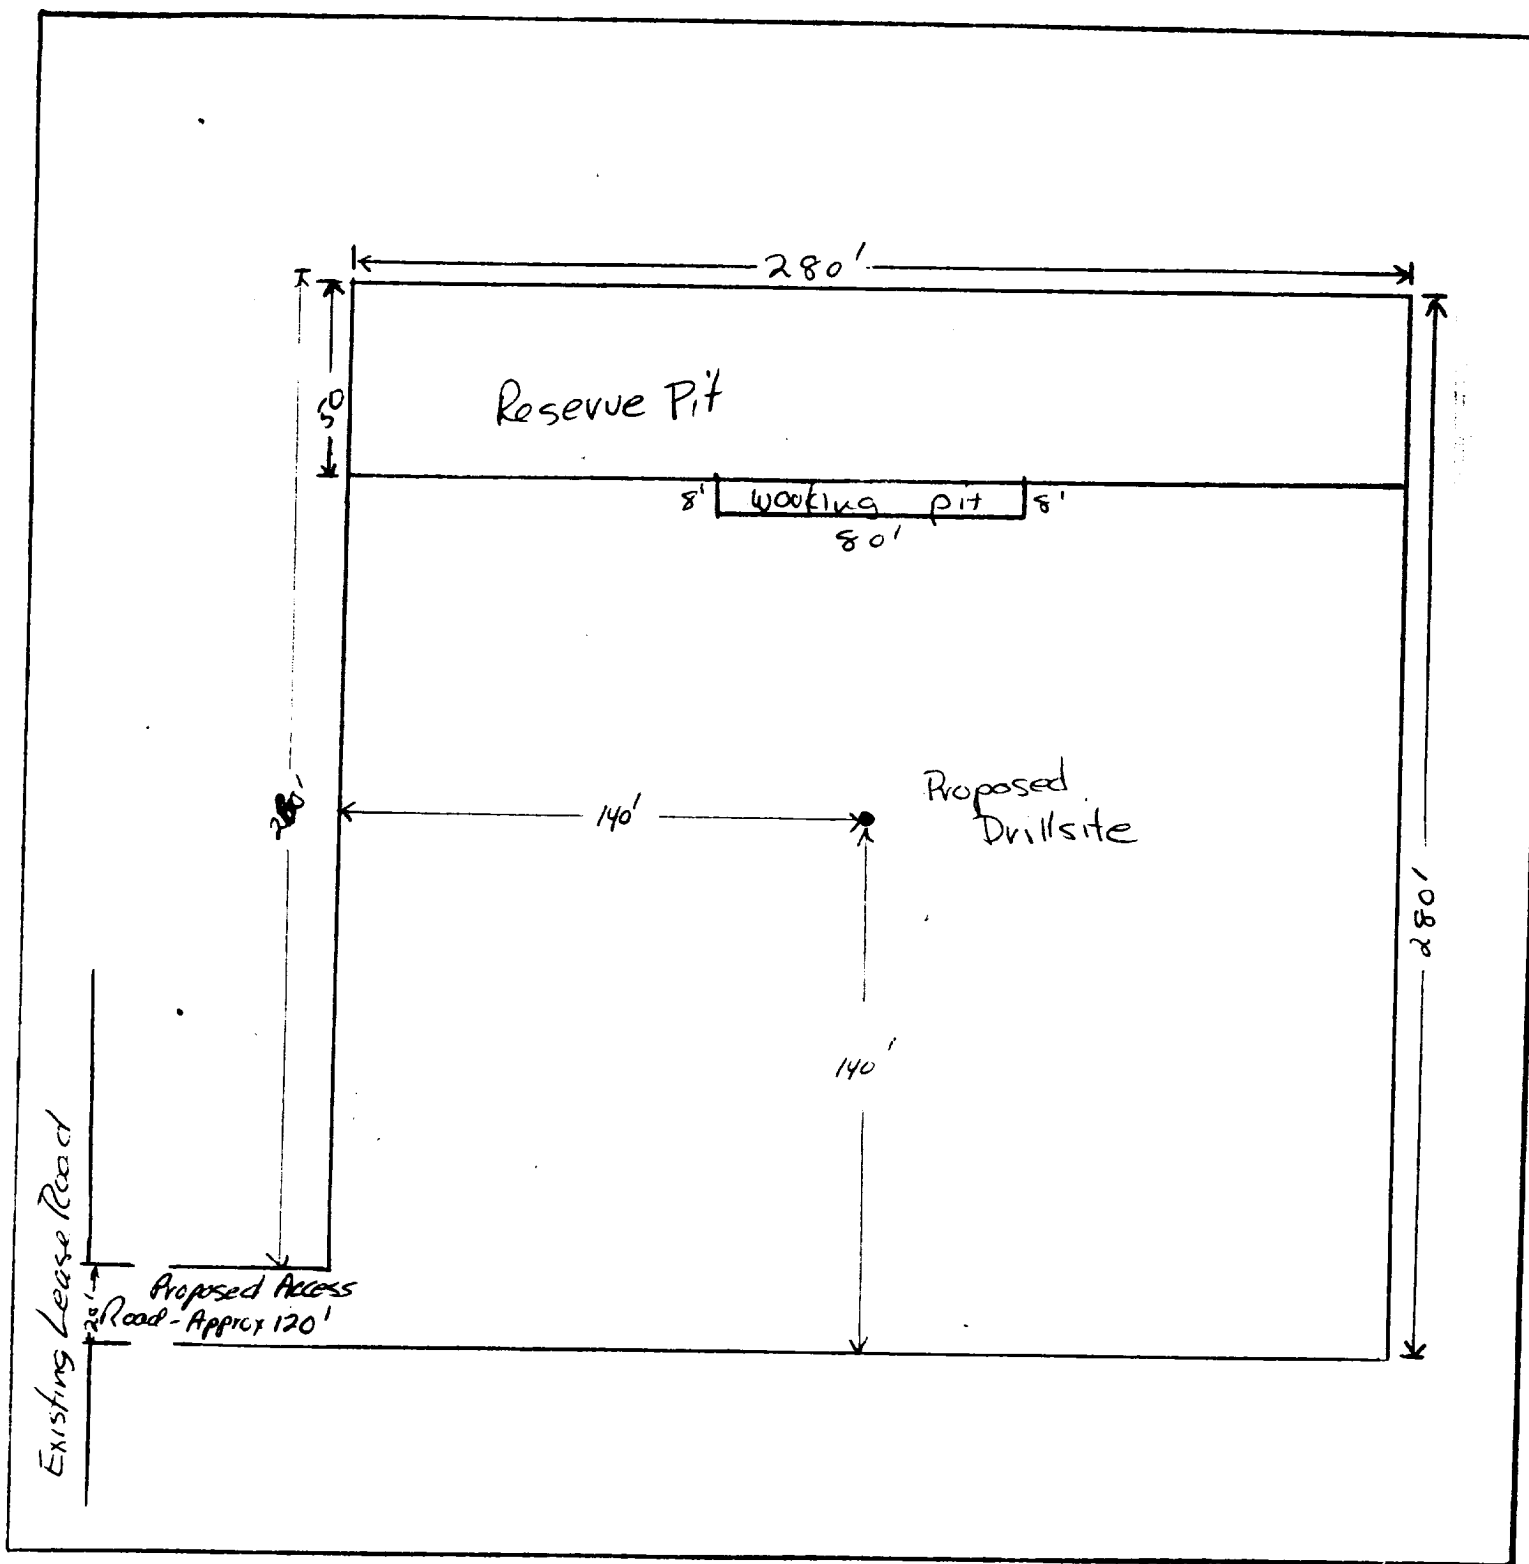 280'
50
Reserve Pit
8' working pit 8'
80'
Proposed
Drillsite
140'
280'
140'
Existing Lease Road
20'
Proposed Access
Road - Approx 120'